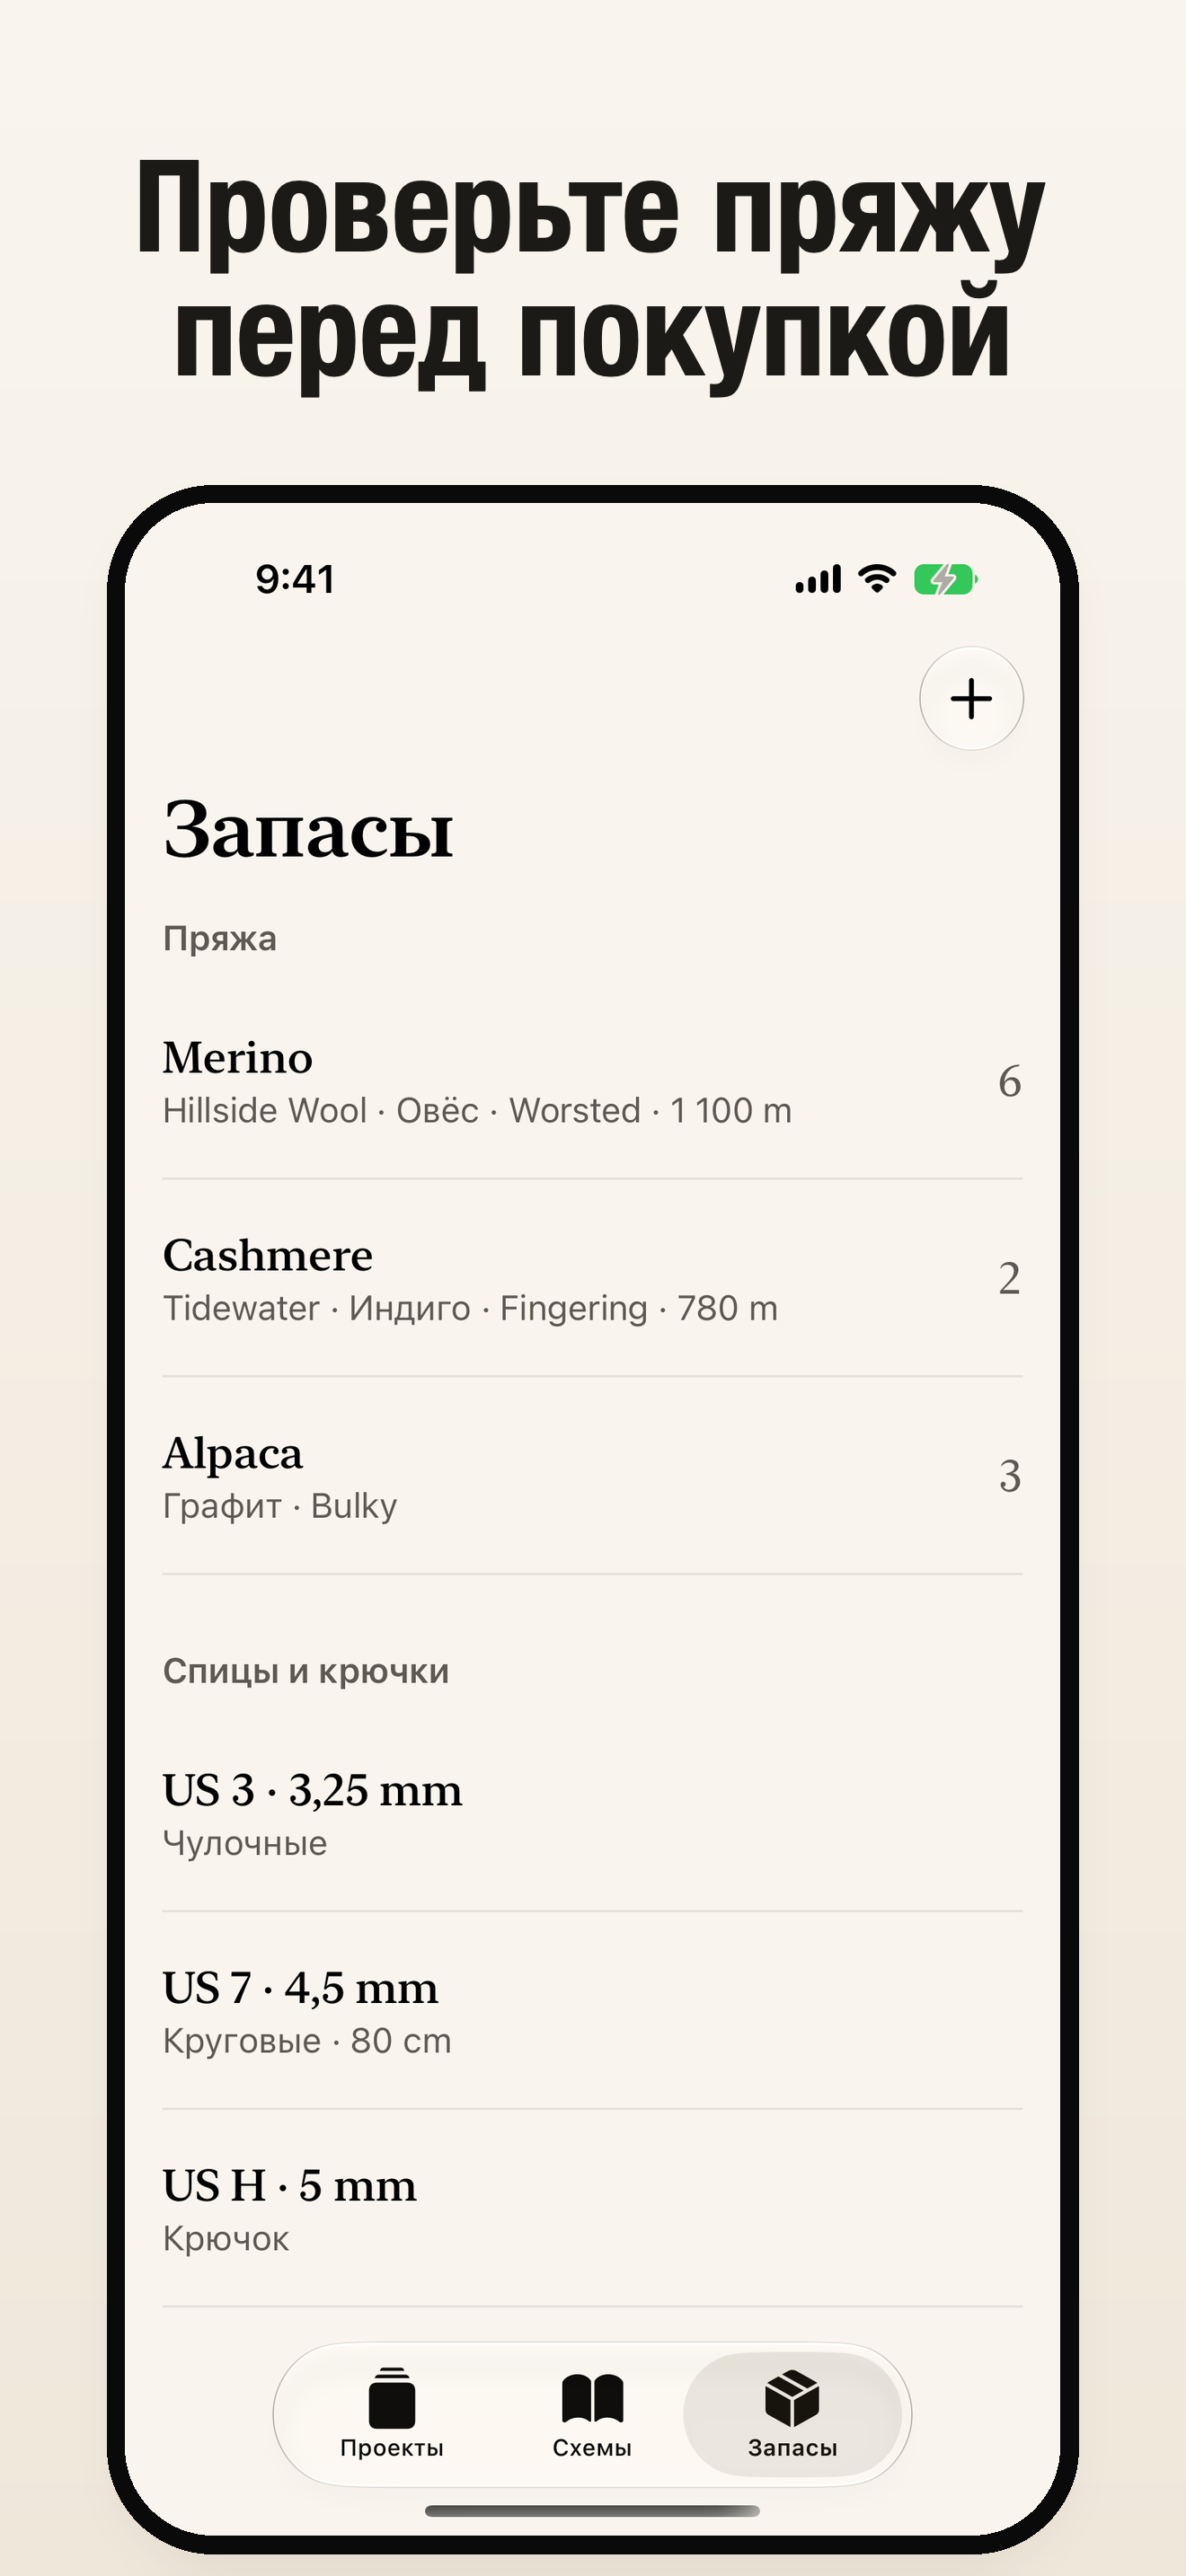 Проверьте пряжу
перед покупкой
9:41
Запасы
Пряжа
Merino
Hillside Wool · Овёс · Worsted · 1 100 m
6
Cashmere
Tidewater · Индиго · Fingering · 780 m
2
Alpaca
Графит · Bulky
3
Спицы и крючки
US 3 · 3,25 mm
Чулочные
US 7 · 4,5 mm
Круговые · 80 cm
US H · 5 mm
Крючок
Проекты
Схемы
Запасы